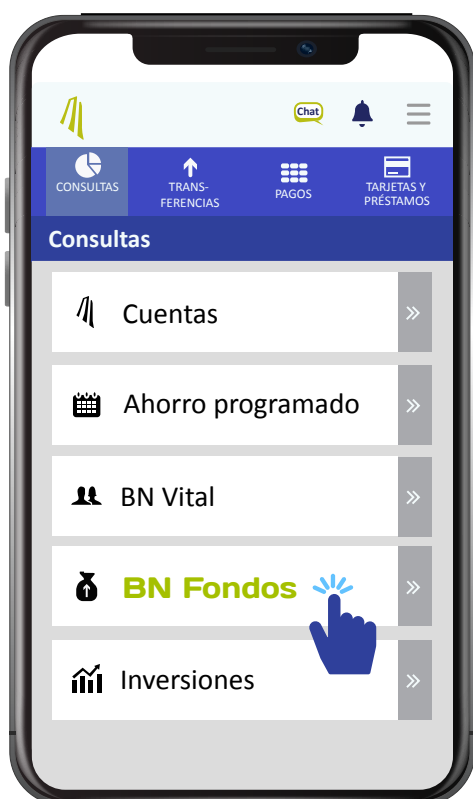 Chat
CONSULTAS
TRANS-
FERENCIAS
PAGOS
TARJETAS Y
PRÉSTAMOS
Consultas
Cuentas
Ahorro programado
BN Vital
BN Fondos
Inversiones